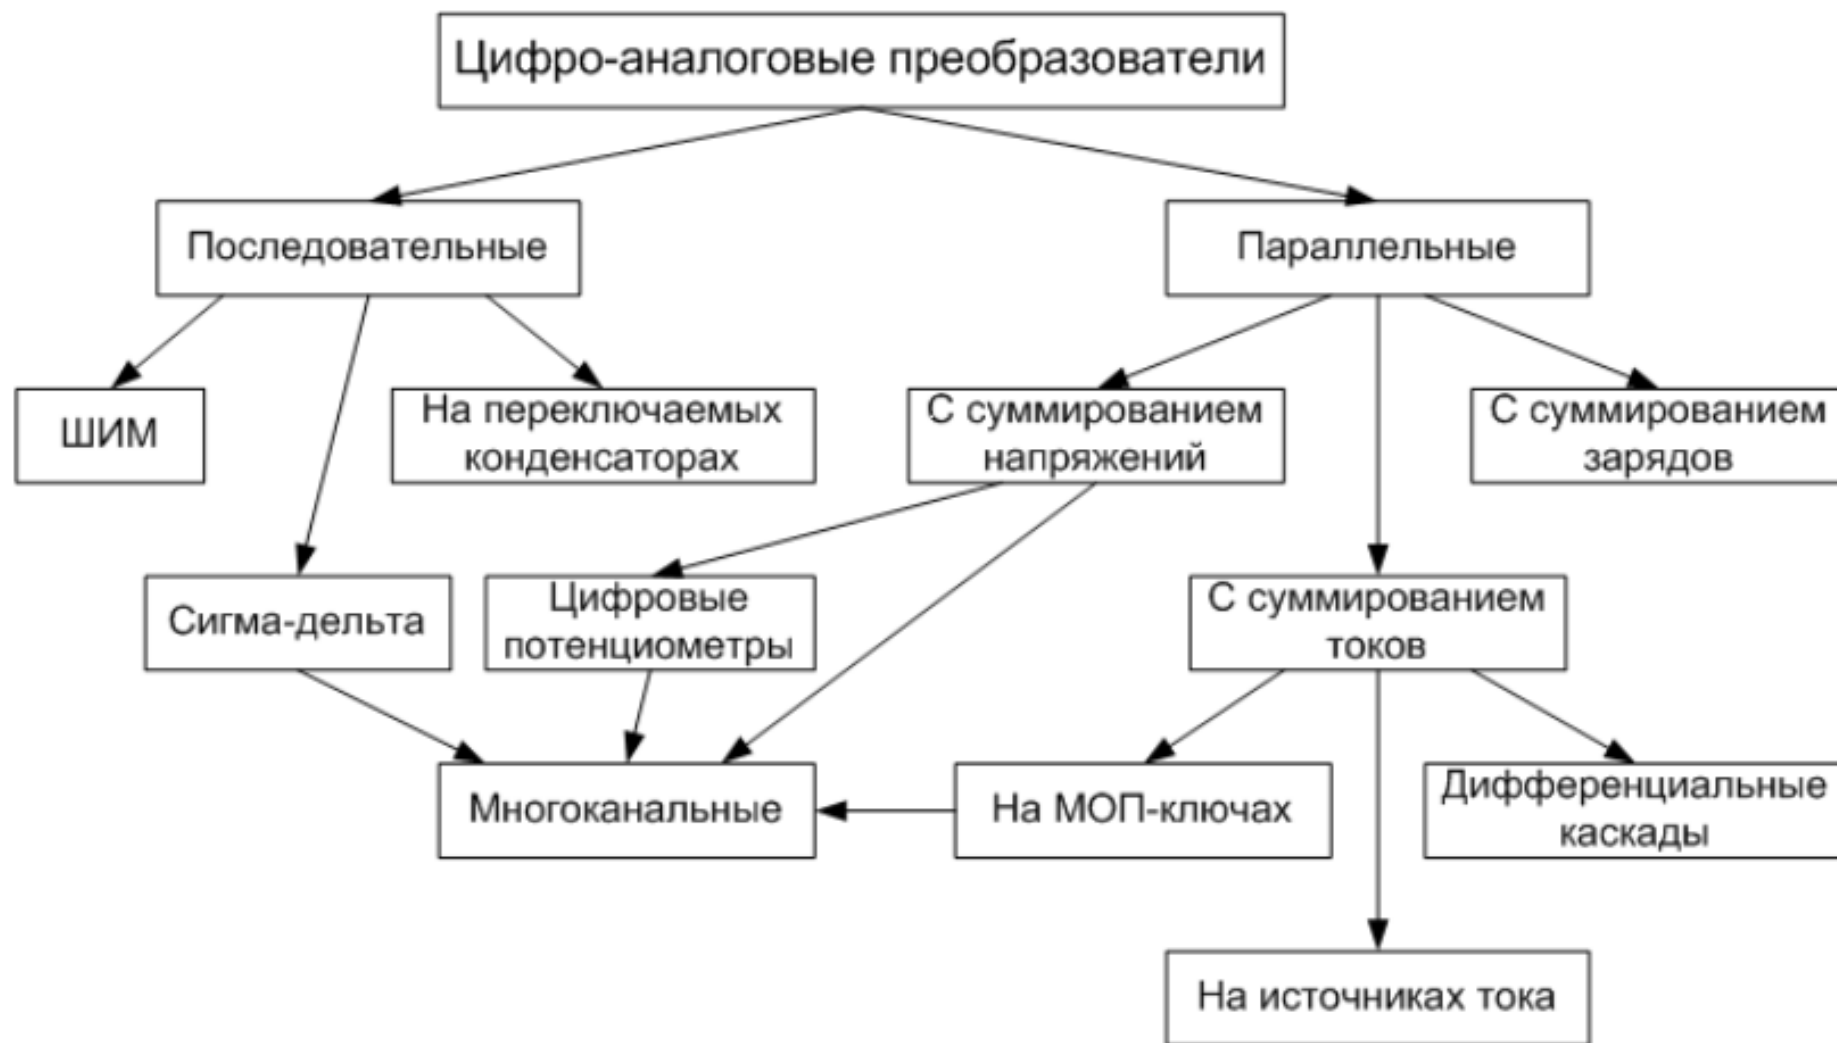 Цифро-аналоговые преобразователи
Последовательные
Параллельные
ШИМ
На переключаемых
конденсаторах
С суммированием
напряжений
С суммированием
зарядов
Сигма-дельта
Цифровые
потенциометры
С суммированием
токов
Многоканальные
На МОП-ключах
Дифференциальные
каскады
На источниках тока